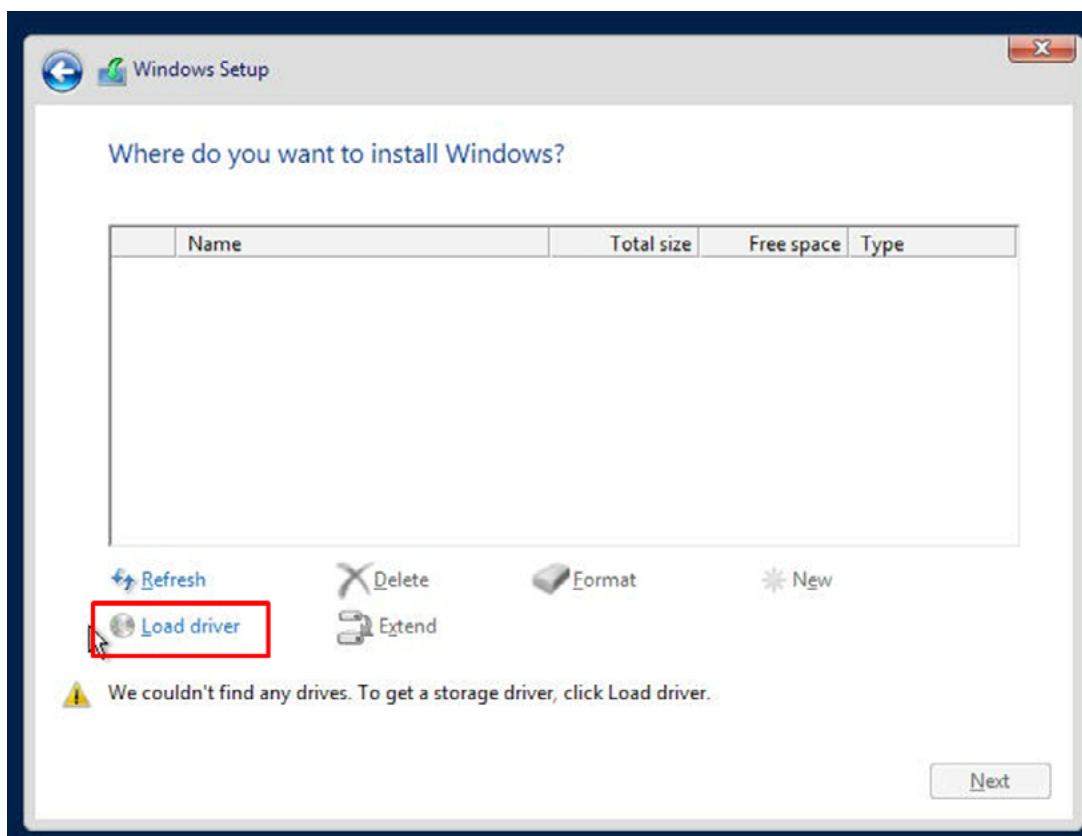 Windows Setup
Where do you want to install Windows?
Name Total size Free space Type
Refresh Delete Format New
Load driver Extend
We couldn't find any drives. To get a storage driver, click Load driver.
Next